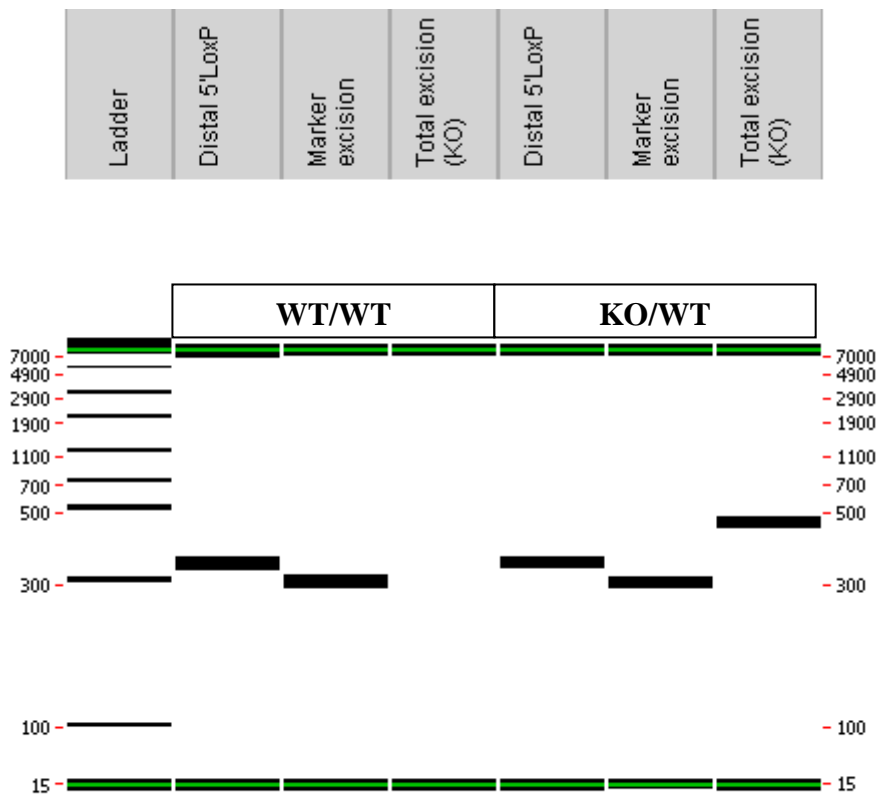 Ladder
Distal 5'LoxP
Marker
excision
Total excision
(KO)
Distal 5'LoxP
Marker
excision
Total excision
(KO)
WT/WT
KO/WT
7000
4900
2900
1900
1100
700
500
300
100
15
7000
4900
2900
1900
1100
700
500
300
100
15